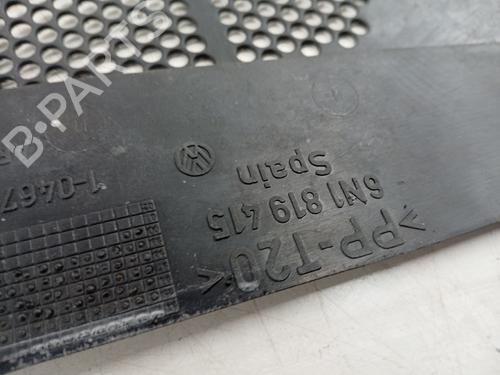 B-PARTS
Spain
6N1 819 415
>PP-T20<
1-0467